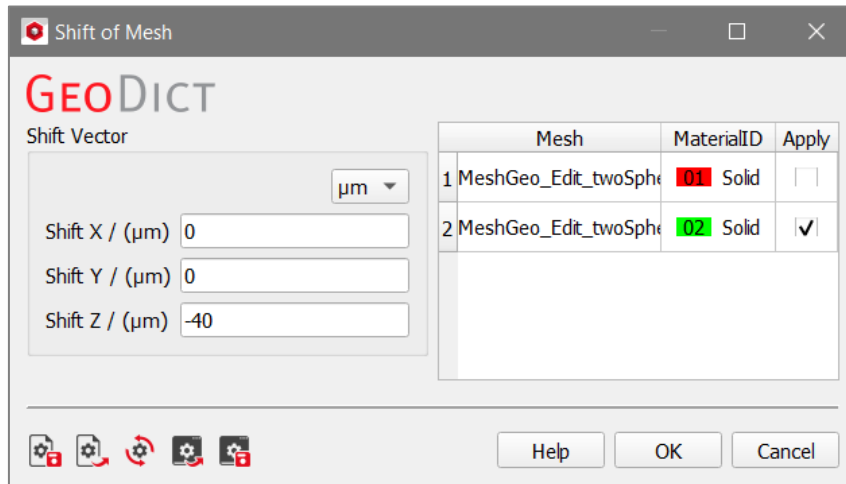 Shift of Mesh
GEODICT
Shift Vector
µm
Shift X / (µm) 0
Shift Y / (µm) 0
Shift Z / (µm) -40
Mesh MaterialID Apply
1 MeshGeo_Edit_twoSphe 01 Solid
2 MeshGeo_Edit_twoSphe 02 Solid
Help OK Cancel